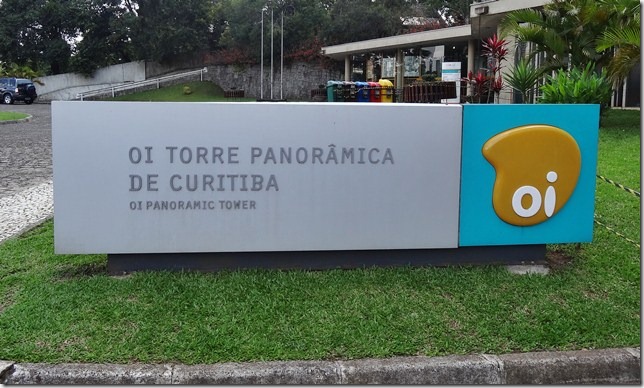 OI TORRE PANORÂMICA
DE CURITIBA
OI PANORAMIC TOWER
oi